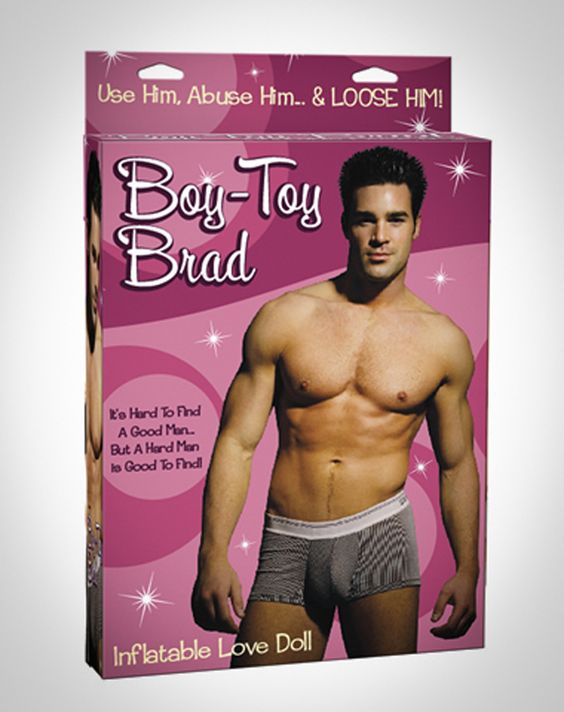 Use Him, Abuse Him... & LOOSE HIM!
Boy-Toy
Brad
It's Hard To Find
A Good Man...
But A Hard Man
is Good To Find!
Inflatable Love Doll